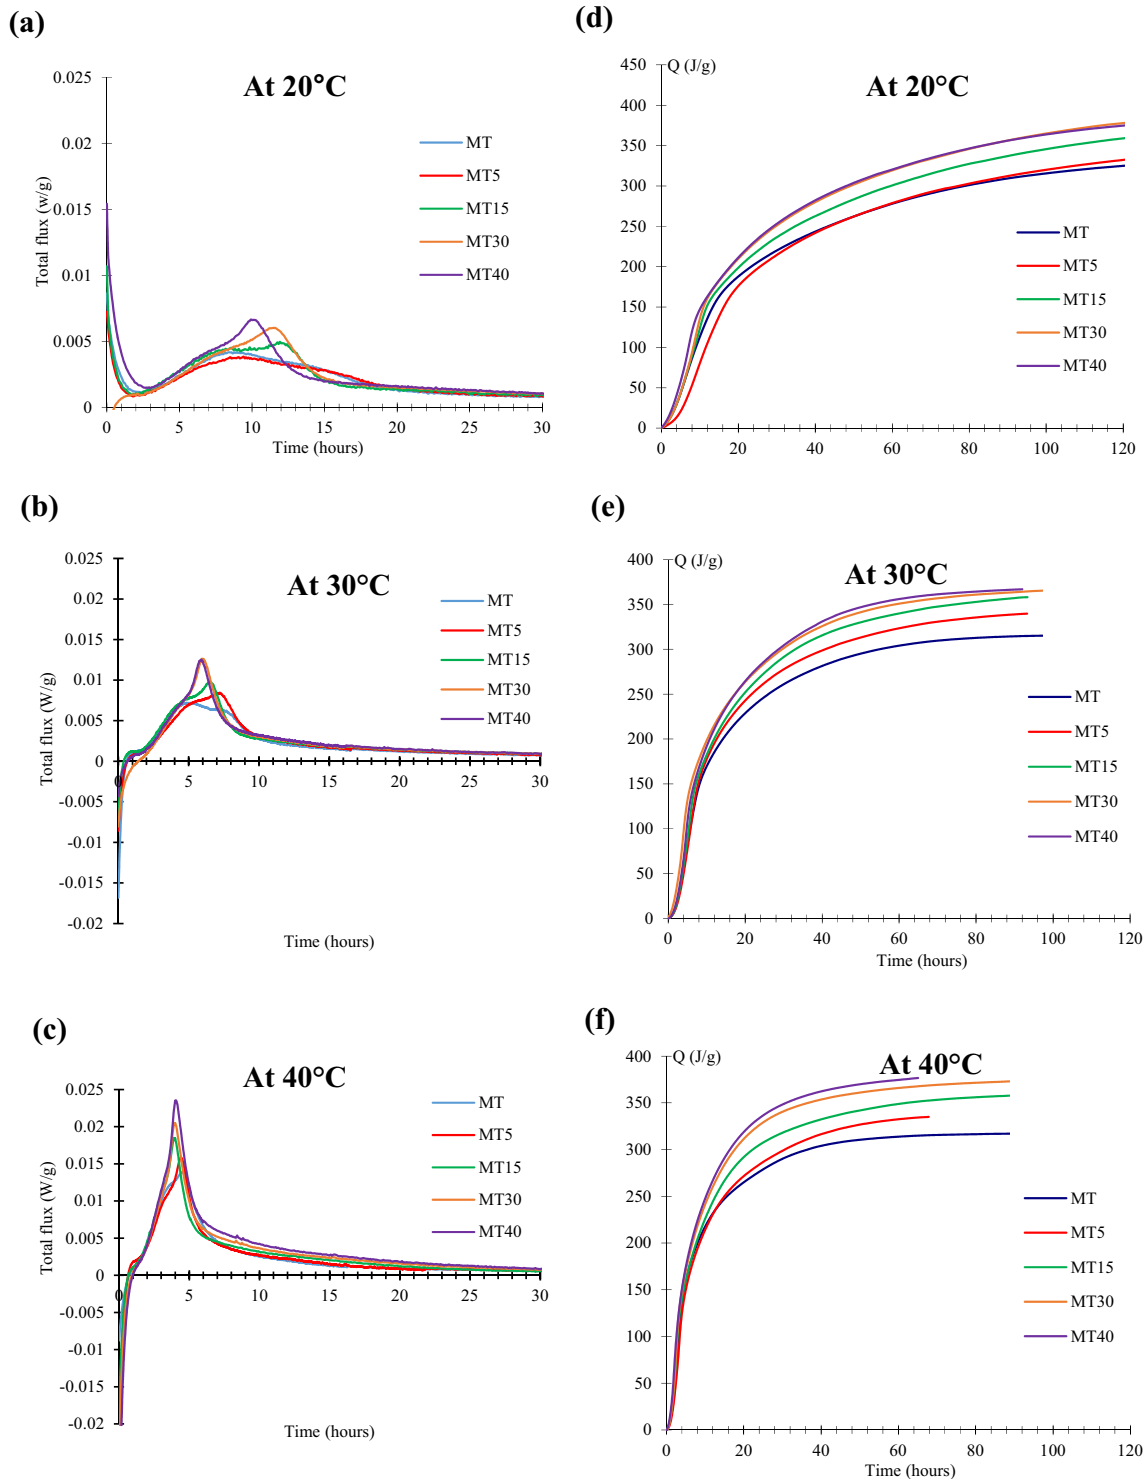 (a)
At 20°C
0.025
0.02
0.015
0.01
0.005
0
Total flux (w/g)
MT
MT5
MT15
MT30
MT40
0 5 10 15 20 25 30
Time (hours)
(d)
Q (J/g)
At 20°C
450
400
350
300
250
200
150
100
50
0
MT
MT5
MT15
MT30
MT40
0 20 40 60 80 100 120
(b)
At 30°C
0.025
0.02
0.015
0.01
0.005
0
-0.005
-0.01
-0.015
-0.02
Total flux (W/g)
MT
MT5
MT15
MT30
MT40
0 5 10 15 20 25 30
Time (hours)
(e)
Q (J/g)
At 30°C
400
350
300
250
200
150
100
50
0
MT
MT5
MT15
MT30
MT40
0 20 40 60 80 100 120
Time (hours)
(c)
At 40°C
0.025
0.02
0.015
0.01
0.005
0
-0.005
-0.01
-0.015
-0.02
Total flux (W/g)
MT
MT5
MT15
MT30
MT40
0 5 10 15 20 25 30
Time (hours)
(f)
Q (J/g)
At 40°C
400
350
300
250
200
150
100
50
0
MT
MT5
MT15
MT30
MT40
0 20 40 60 80 100 120
Time (hours)